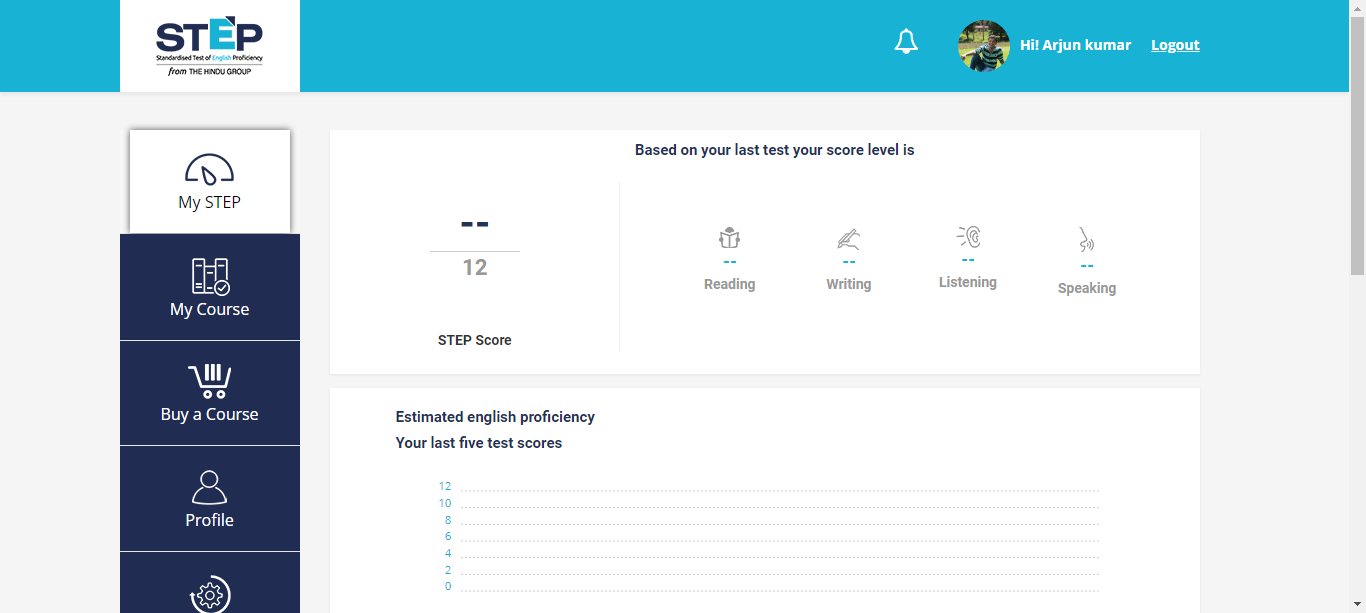 STEP
Standardised Test of English Proficiency
from THE HINDU GROUP
Hi! Arjun kumar Logout
My STEP
My Course
Buy a Course
Profile
Based on your last test your score level is
--
12
STEP Score
-- -- -- --
Reading Writing Listening Speaking
Estimated english proficiency
Your last five test scores
12
10
8
6
4
2
0